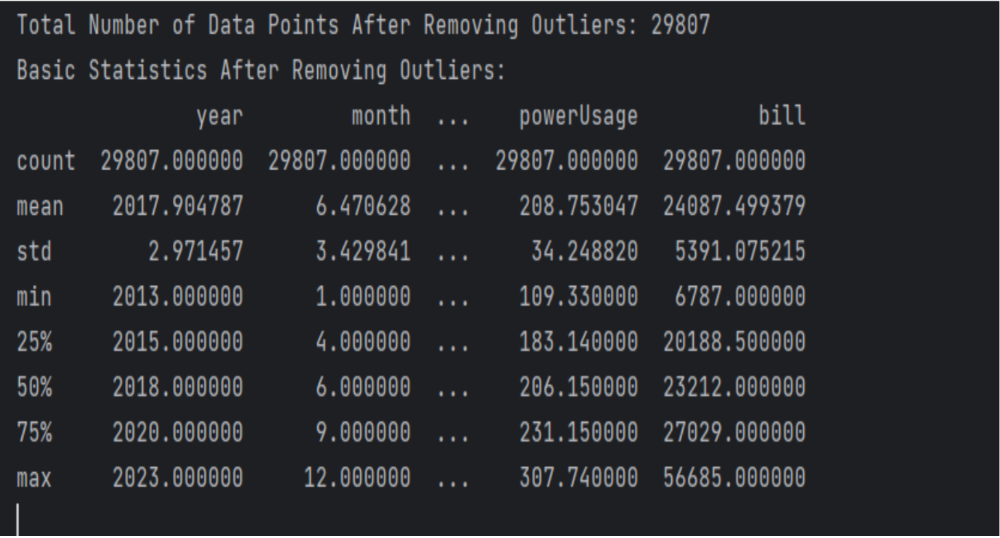 Total Number of Data Points After Removing Outliers: 29807
Basic Statistics After Removing Outliers:
year month ... powerUsage bill
count 29807.000000 29807.000000 ... 29807.000000 29807.000000
mean 2017.904787 6.470628 ... 208.753047 24087.499379
std 2.971457 3.429841 ... 34.248820 5391.075215
min 2013.000000 1.000000 ... 109.330000 6787.000000
25% 2015.000000 4.000000 ... 183.140000 20188.500000
50% 2018.000000 6.000000 ... 206.150000 23212.000000
75% 2020.000000 9.000000 ... 231.150000 27029.000000
max 2023.000000 12.000000 ... 307.740000 56685.000000